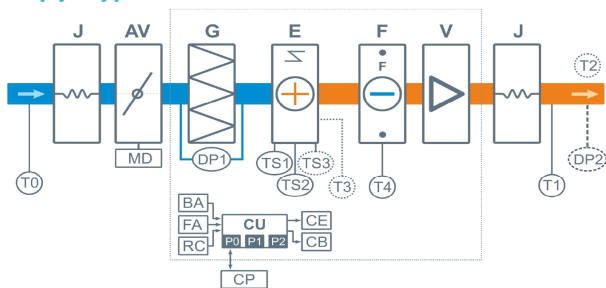 J AV G E F V J
F
T2
MD DP1 TS1 TS3 DP2
T0 TS2 T3 T4 T1
BA
FA CU CE
RC P0 P1 P2 CB
CP